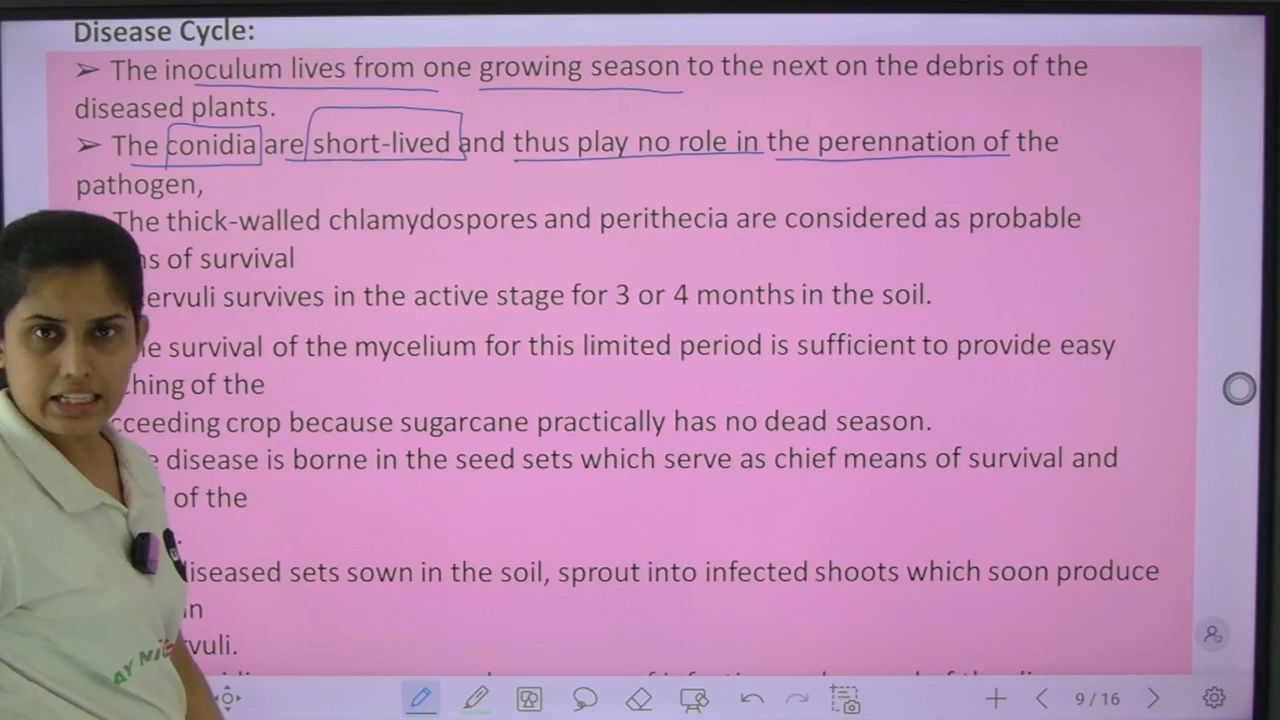 Disease Cycle:
➢ The inoculum lives from one growing season to the next on the debris of the
diseased plants.
➢ The conidia are short-lived and thus play no role in the perennation of the
pathogen,
The thick-walled chlamydospores and perithecia are considered as probable
of survival
survives in the active stage for 3 or 4 months in the soil.
survival of the mycelium for this limited period is sufficient to provide easy
of the
crop because sugarcane practically has no dead season.
disease is borne in the seed sets which serve as chief means of survival and
of the
sets sown in the soil, sprout into infected shoots which soon produce
9/16